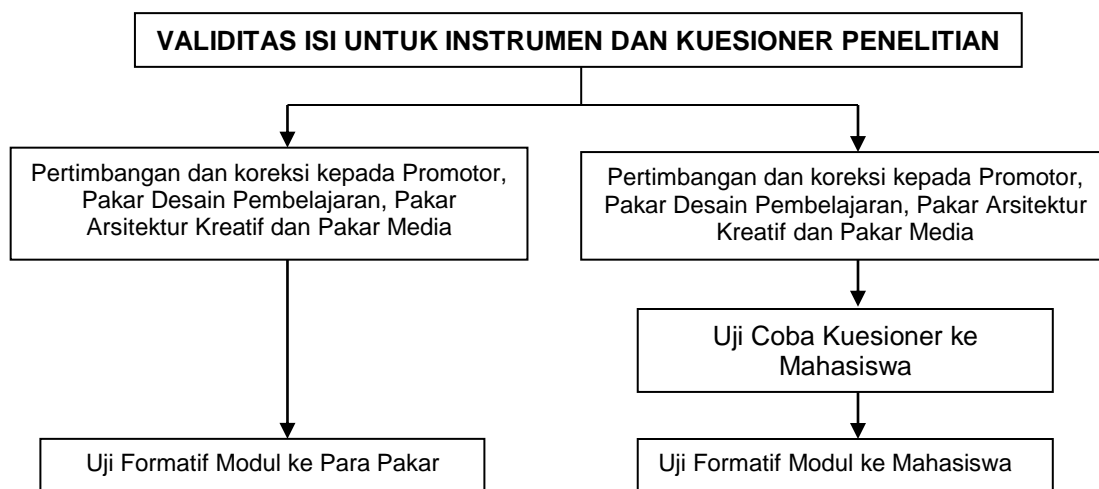 VALIDITAS ISI UNTUK INSTRUMEN DAN KUESIONER PENELITIAN
Pertimbangan dan koreksi kepada Promotor,
Pakar Desain Pembelajaran, Pakar
Arsitektur Kreatif dan Pakar Media
Pertimbangan dan koreksi kepada Promotor,
Pakar Desain Pembelajaran, Pakar Arsitektur
Kreatif dan Pakar Media
Uji Coba Kuesioner ke
Mahasiswa
Uji Formatif Modul ke Para Pakar
Uji Formatif Modul ke Mahasiswa